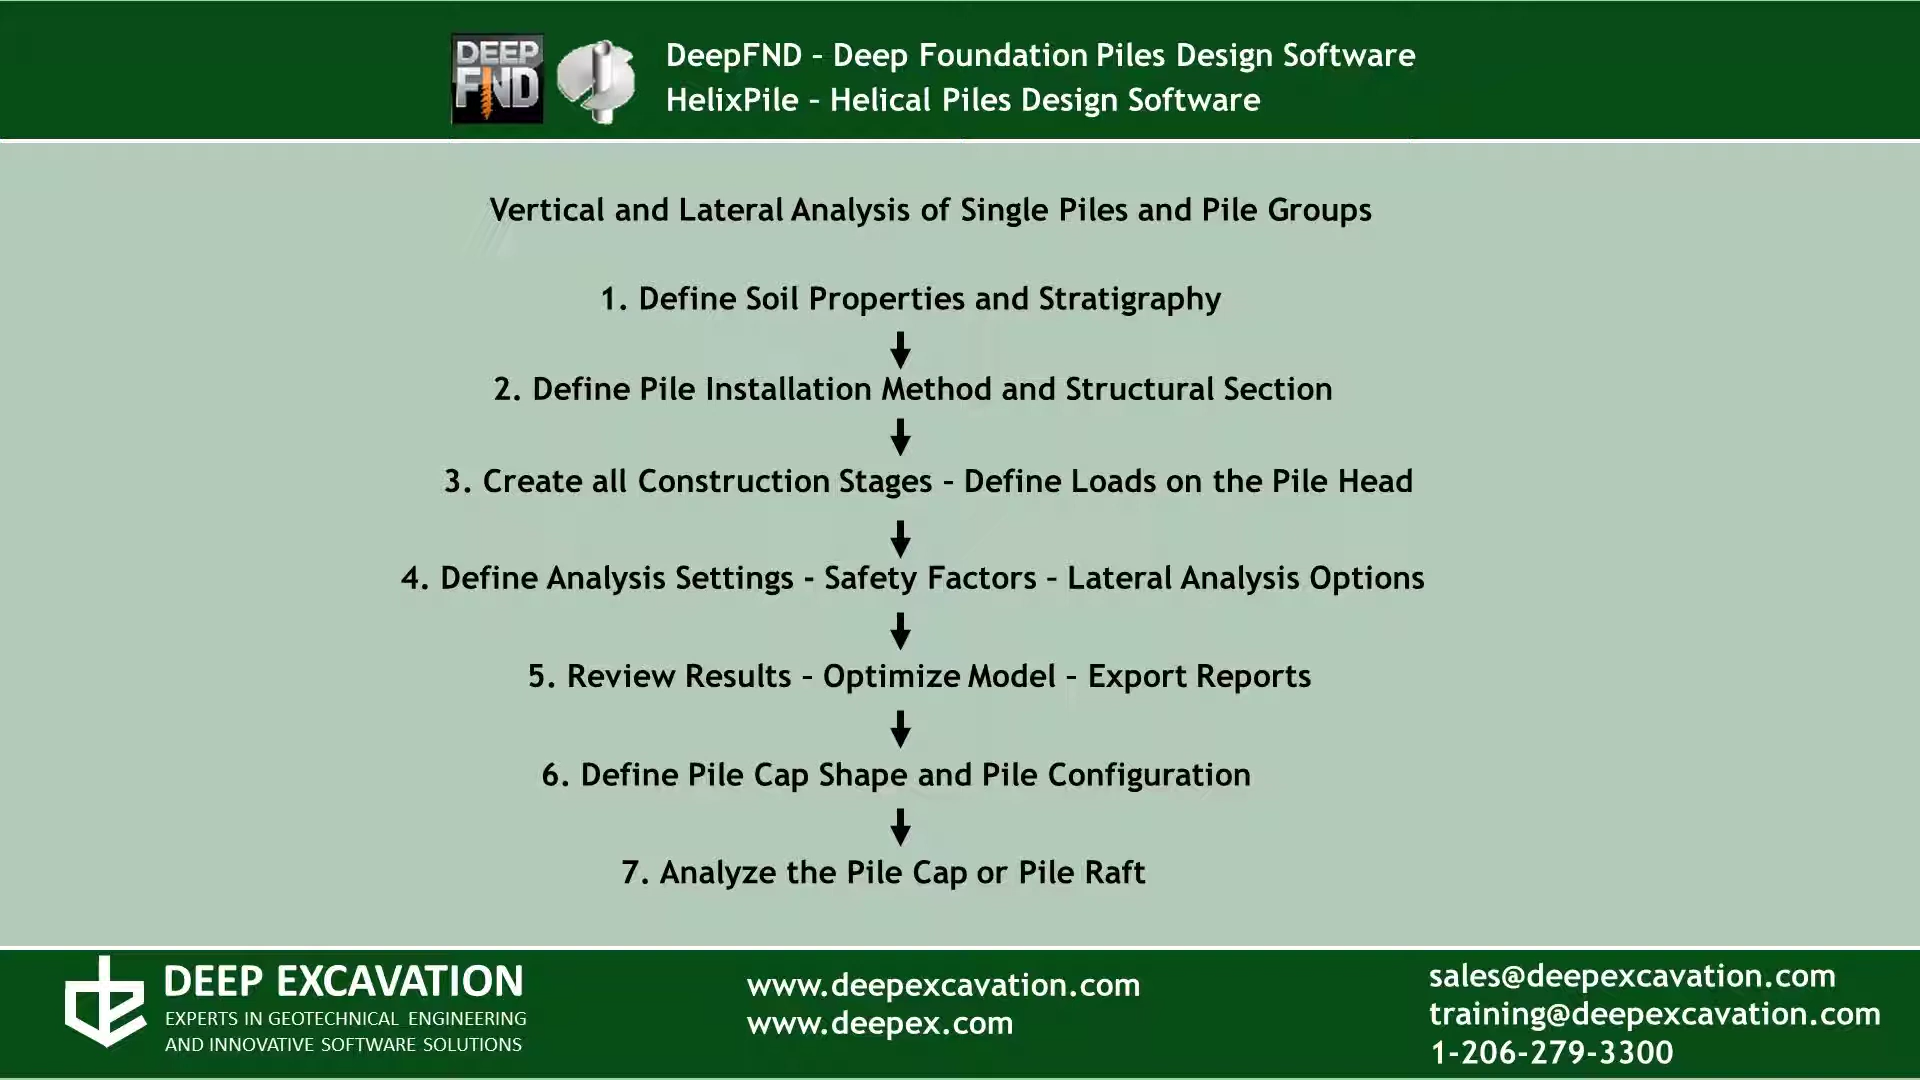 DEEP
FND
DeepFND – Deep Foundation Piles Design Software
HelixPile – Helical Piles Design Software
Vertical and Lateral Analysis of Single Piles and Pile Groups
1. Define Soil Properties and Stratigraphy
2. Define Pile Installation Method and Structural Section
3. Create all Construction Stages – Define Loads on the Pile Head
4. Define Analysis Settings - Safety Factors – Lateral Analysis Options
5. Review Results – Optimize Model – Export Reports
6. Define Pile Cap Shape and Pile Configuration
7. Analyze the Pile Cap or Pile Raft
DEEP EXCAVATION
EXPERTS IN GEOTECHNICAL ENGINEERING
AND INNOVATIVE SOFTWARE SOLUTIONS
www.deepexcavation.com
www.deepex.com
sales@deepexcavation.com
training@deepexcavation.com
1-206-279-3300